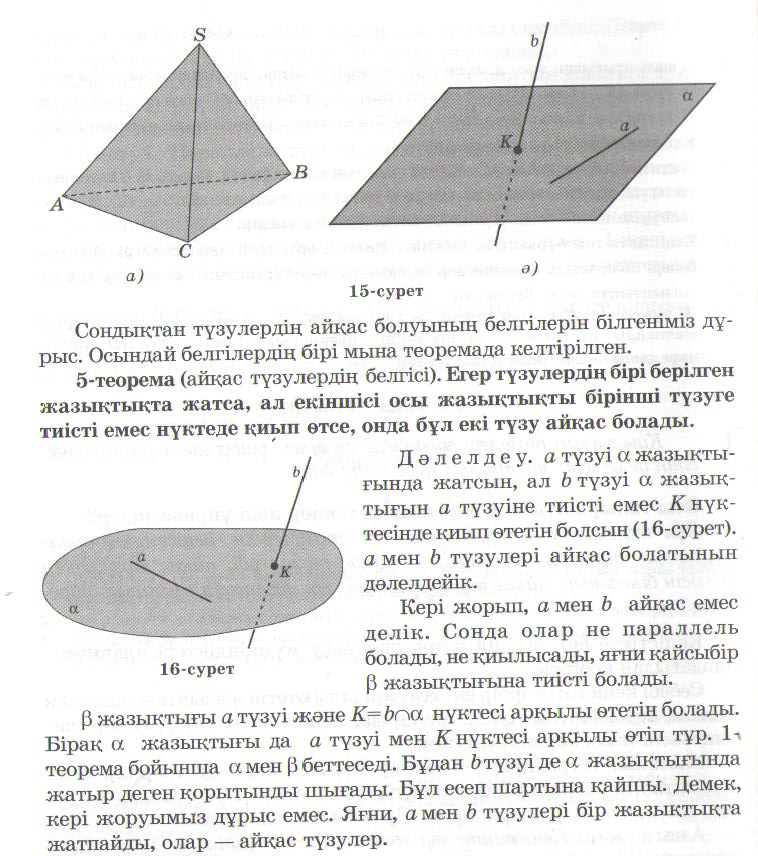 S
A
B
C
а)
b
α
a
K
ә)
15-сурет
Сондықтан түзулердің айқас болуының белгілерін білгеніміз дұ-
рыс. Осындай белгілердің бірі мына теоремада келтірілген.
5-теорема (айқас түзулердің белгісі). Егер түзулердің бірі берілген
жазықтықта жатса, ал екіншісі осы жазықтықты бірінші түзуге
тиісті емес нүктеде қиып өтсе, онда бұл екі түзу айқас болады.
b
a
K
α
16-сурет
Дәлелдеу. a түзуі α жазықты-
ғында жатсын, ал b түзуі α жазық-
тығын a түзуіне тиісті емес K нүк-
тесінде қиып өтетін болсын (16-сурет).
a мен b түзулері айқас болатынын
дәлелдейік.
Кері жорып, a мен b айқас емес
делік. Сонда олар не параллель
болады, не қиылысады, яғни қайсыбір
β жазықтығына тиісті болады.
β жазықтығы a түзуі және K = b∩α нүктесі арқылы өтетін болады.
Бірақ α жазықтығы да a түзуі мен K нүктесі арқылы өтіп тұр. 1-
теорема бойынша α мен β беттеседі. Бұдан b түзуі де α жазықтығында
жатыр деген қорытынды шығады. Бұл есеп шартына қайшы. Демек,
кері жоруымыз дұрыс емес. Яғни, a мен b түзулері бір жазықтықта
жатпайды, олар — айқас түзулер.